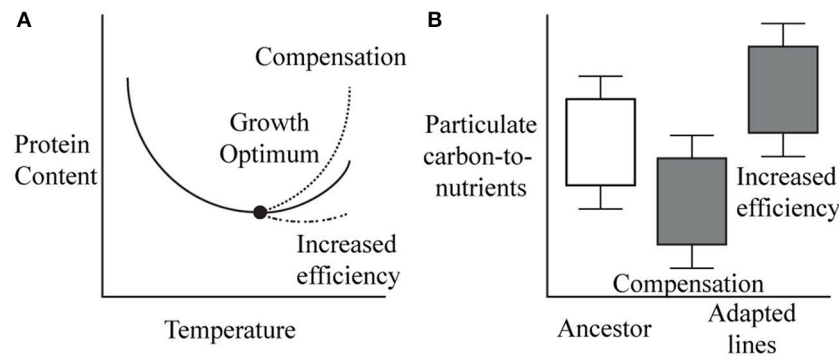 A
Protein
Content
Compensation
Growth
Optimum
Increased
efficiency
Temperature
B
Particulate
carbon-to-
nutrients
Increased
efficiency
Compensation
Ancestor
Adapted
lines